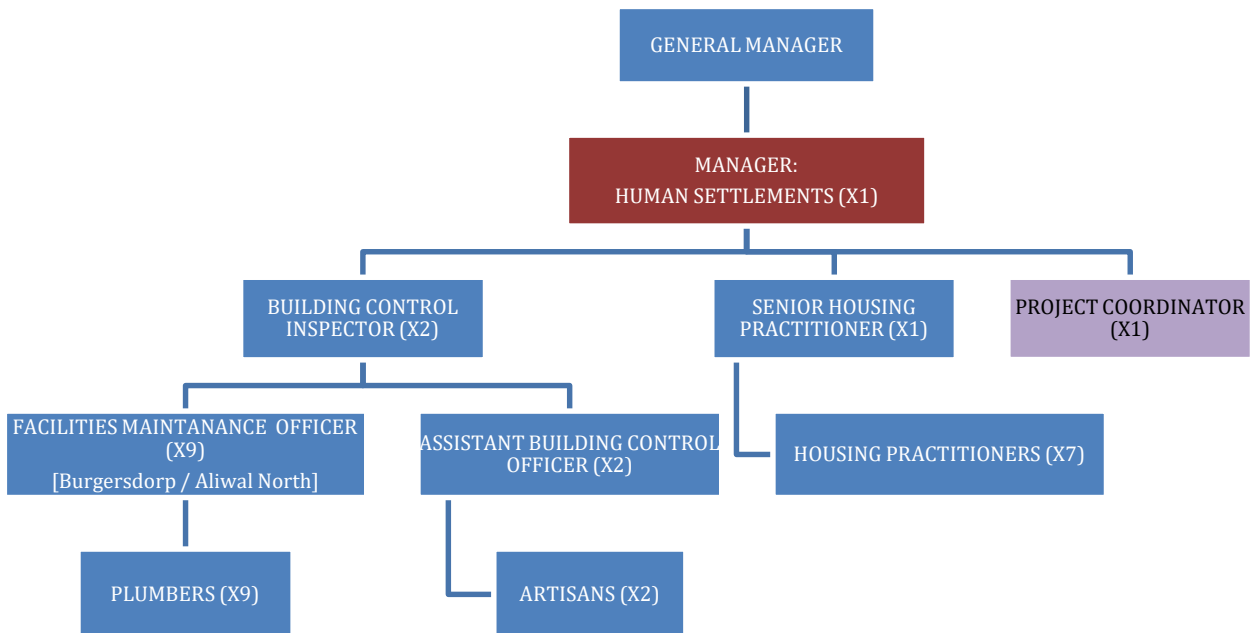 GENERAL MANAGER
MANAGER:
HUMAN SETTLEMENTS (X1)
BUILDING CONTROL
INSPECTOR (X2)
SENIOR HOUSING
PRACTITIONER (X1)
PROJECT COORDINATOR
(X1)
FACILITIES MAINTANANCE OFFICER
(X9)
[Burgersdorp / Aliwal North]
ASSISTANT BUILDING CONTROL
OFFICER (X2)
HOUSING PRACTITIONERS (X7)
PLUMBERS (X9)
ARTISANS (X2)